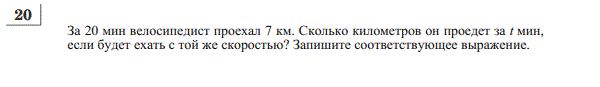 20
За 20 мин велосипедист проехал 7 км. Сколько километров он проедет за t мин,
если будет ехать с той же скоростью? Запишите соответствующее выражение.